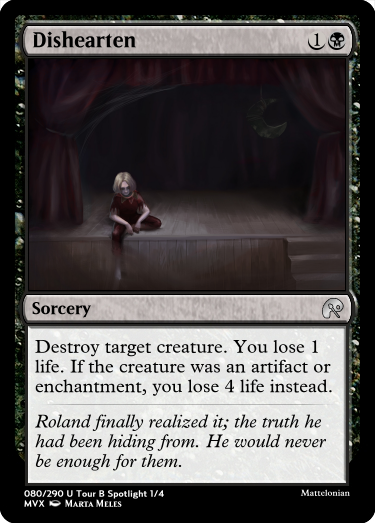 Dishearten 1
Sorcery
Destroy target creature. You lose 1
life. If the creature was an artifact or
enchantment, you lose 4 life instead.
Roland finally realized it; the truth he
had been hiding from. He would never
be enough for them.
080/290 U Tour B Spotlight 1/4 Mattelonian
MVX Marta Meles